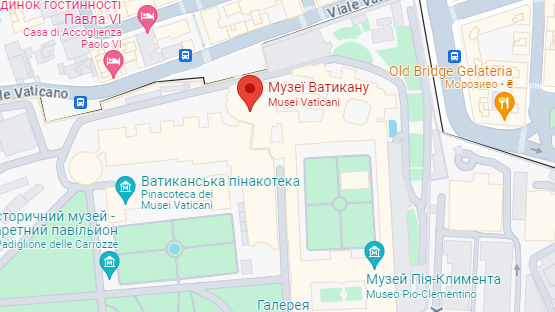 динок гостинності
Павла VI
Casa di Accoglienza
Paolo VI
Viale Vaticano
le Vaticano
Музеї Ватикану
Musei Vaticani
Old Bridge Gelateria
Морозиво • ₴
Ватиканська пінакотека
Pinacoteca dei
Musei Vaticani
сторичний музей -
аретний павільйон
Padiglione delle Carrozze
Музей Пія-Климента
Museo Pio-Clementino
Галерея